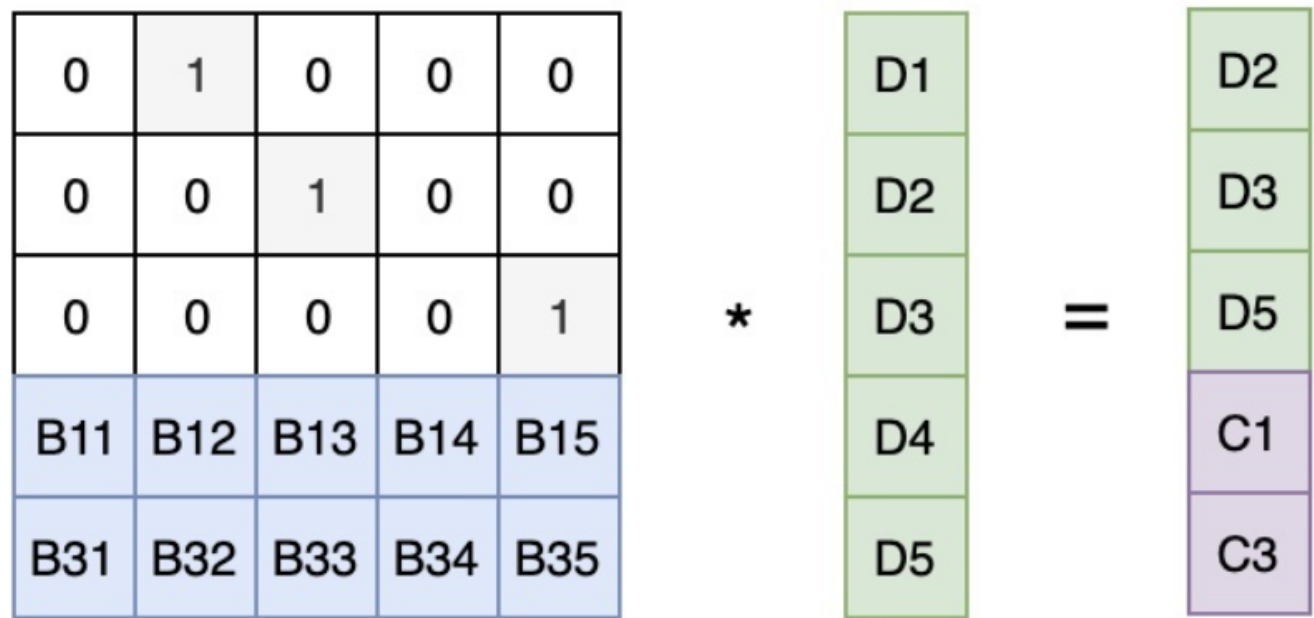 0 1 0 0 0 D1 D2
0 0 1 0 0 D2 D3
0 0 0 0 1 * D3 = D5
B11 B12 B13 B14 B15 D4 C1
B31 B32 B33 B34 B35 D5 C3